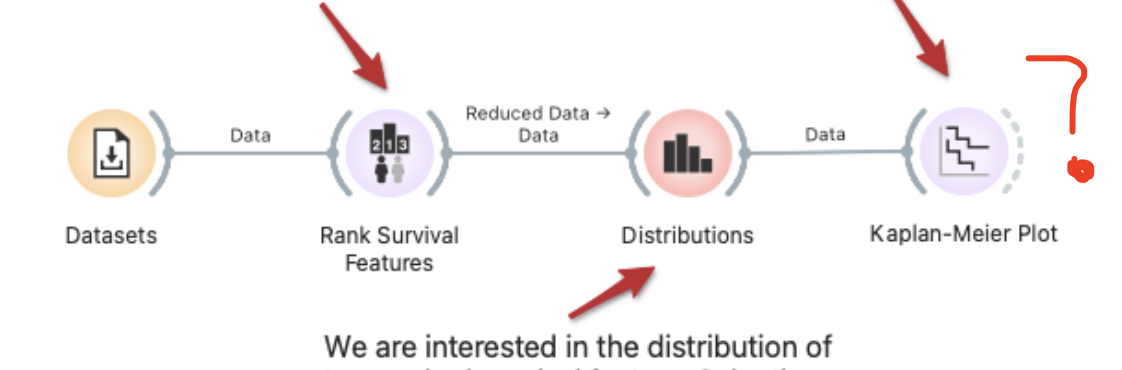 Reduced Data →
Data
Data
Data
2 1 3
Datasets
Rank Survival
Features
Distributions
Kaplan-Meier Plot
?
We are interested in the distribution of